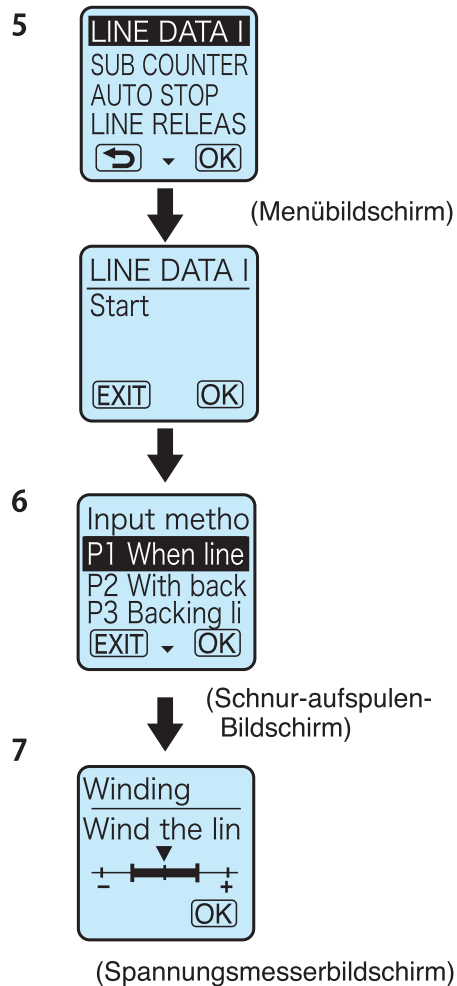 5
LINE DATA I
SUB COUNTER
AUTO STOP
LINE RELEAS
OK
(Menübildschirm)
LINE DATA I
Start
EXIT OK
6
Input metho
P1 When line
P2 With back
P3 Backing li
EXIT OK
(Schnur-aufspulen-
Bildschirm)
7
Winding
Wind the lin
− +
OK
(Spannungsmesserbildschirm)